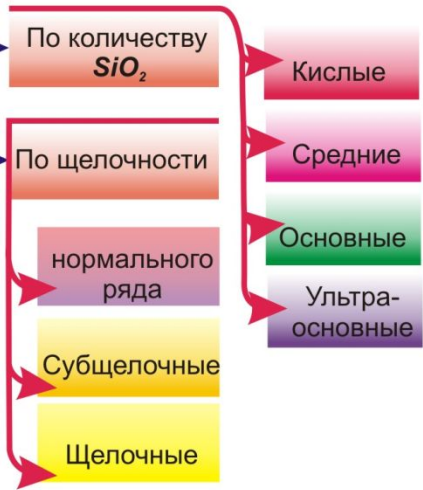 По количеству
SiO₂
Кислые
Средние
Основные
Ультра-
основные
По щелочности
нормального
ряда
Субщелочные
Щелочные